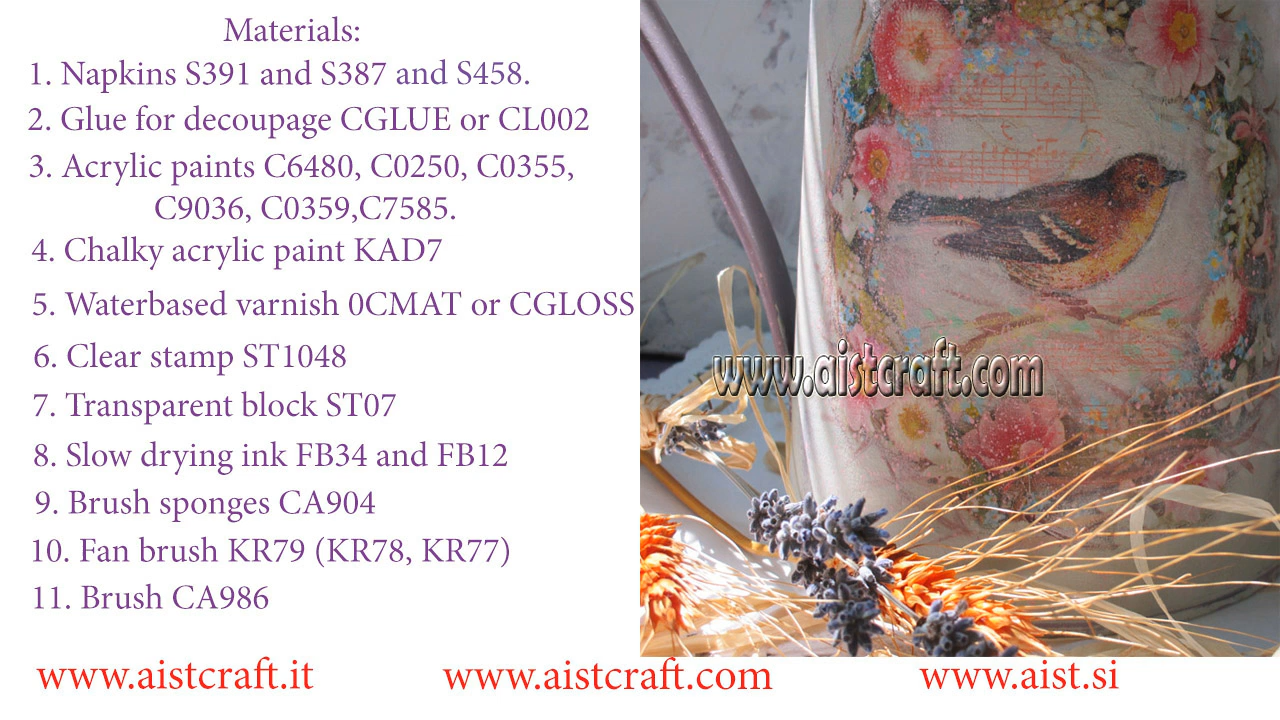 Materials:
1. Napkins S391 and S387 and S458.
2. Glue for decoupage CGLUE or CL002
3. Acrylic paints C6480, C0250, C0355,
C9036, C0359,C7585.
4. Chalky acrylic paint KAD7
5. Waterbased varnish 0CMAT or CGLOSS
6. Clear stamp ST1048
7. Transparent block ST07
8. Slow drying ink FB34 and FB12
9. Brush sponges CA904
10. Fan brush KR79 (KR78, KR77)
11. Brush CA986
www.aistcraft.com
www.aistcraft.it
www.aistcraft.com
www.aist.si